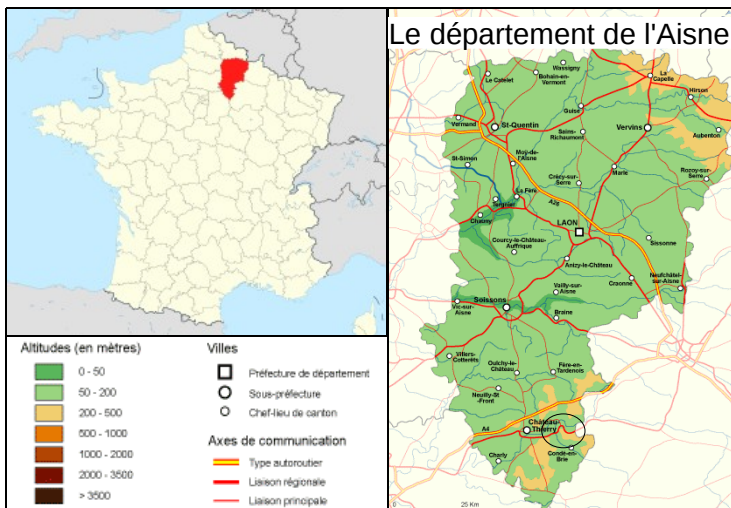 Le département de l'Aisne
Wassigny
Le Catelet
Bohain-en-
Vermont
La
Capelle
Hirson
Guise
Vermand
St-Quentin
Sains-
Richaumont
Vervins
Aubenton
Moÿ-de-
l'Aisne
St-Simon
Crécy-sur-
Serre
Marle
Rozoy-sur-
Serre
La Fère
Tergnier
A26
Chauny
LAON
Courcy-le-Château-
Auffrique
Sissonne
Anizy-le-Château
Neufchâtel-
sur-Aisne
Craonne
Vailly-sur-
Aisne
Soissons
Vic-sur-
Aisne
Braine
Villers-
Cotterêts
Oulchy-le-
Château
Fère-en-
Tardenois
Neuilly-St
-Front
Château-
Thierry
A4
Condé-en-
Brie
Charly
0
25 Km
Altitudes (en mètres)
0 - 50
50 - 200
200 - 500
500 - 1000
1000 - 2000
2000 - 3500
> 3500
Villes
Préfecture de département
Sous-préfecture
Chef-lieu de canton
Axes de communication
Type autoroutier
Liaison régionale
Liaison principale